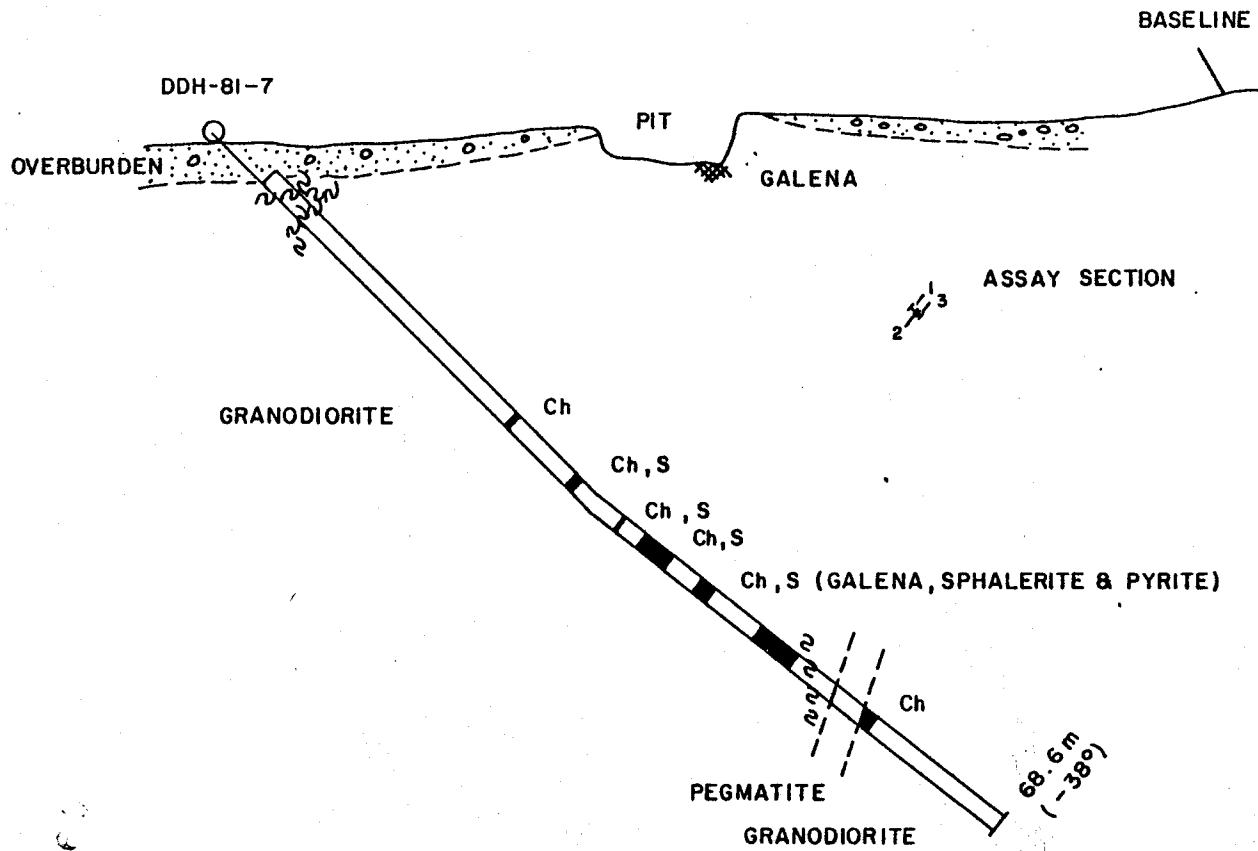 BASELINE
DDH-81-7
PIT
OVERBURDEN
GALENA
ASSAY SECTION
1
3
2
GRANODIORITE
Ch
Ch, S
Ch, S
Ch, S
Ch, S (GALENA, SPHALERITE & PYRITE)
Ch
68.6 m
(-38°)
PEGMATITE
GRANODIORITE